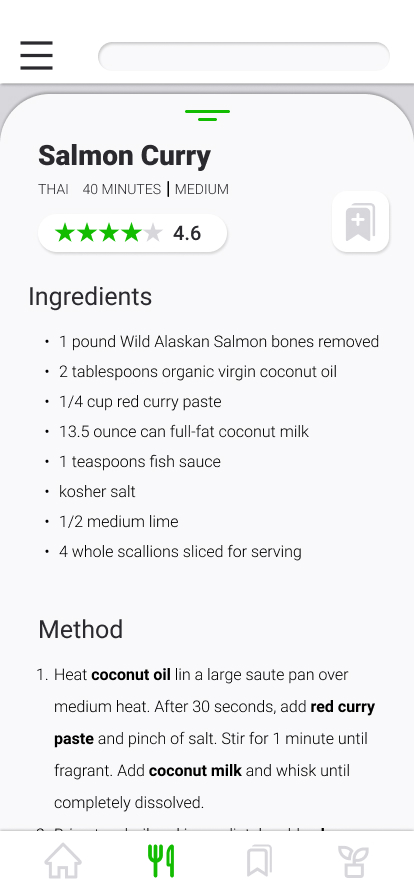 Salmon Curry
THAI 40 MINUTES | MEDIUM
4.6
Ingredients
• 1 pound Wild Alaskan Salmon bones removed
• 2 tablespoons organic virgin coconut oil
• 1/4 cup red curry paste
• 13.5 ounce can full-fat coconut milk
• 1 teaspoons fish sauce
• kosher salt
• 1/2 medium lime
• 4 whole scallions sliced for serving
Method
1. Heat coconut oil lin a large saute pan over
medium heat. After 30 seconds, add red curry
paste and pinch of salt. Stir for 1 minute until
fragrant. Add coconut milk and whisk until
completely dissolved.